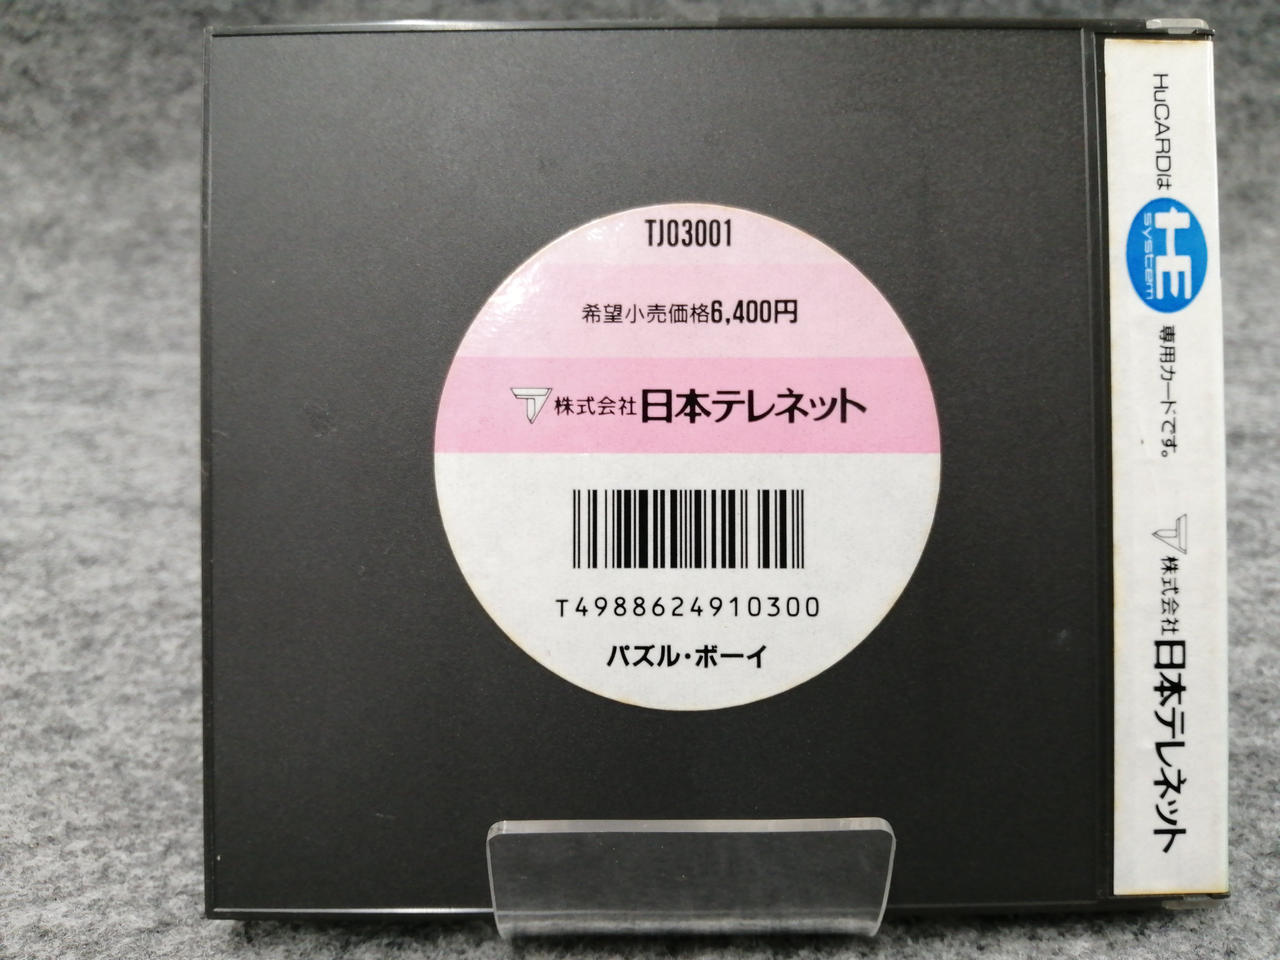 TJ03001
希望小売価格6,400円
株式会社日本テレネット
T4988624910300
パズル・ボーイ
HuCARDは HE system 専用カードです。 株式会社日本テレネット